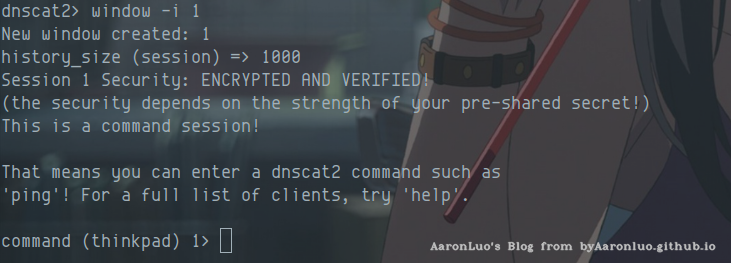 dnscat2> window -i 1
New window created: 1
history_size (session) => 1000
Session 1 Security: ENCRYPTED AND VERIFIED!
(the security depends on the strength of your pre-shared secret!)
This is a command session!
That means you can enter a dnscat2 command such as
'ping'! For a full list of clients, try 'help'.
command (thinkpad) 1>
AaronLuo's Blog from byAaronluo.github.io